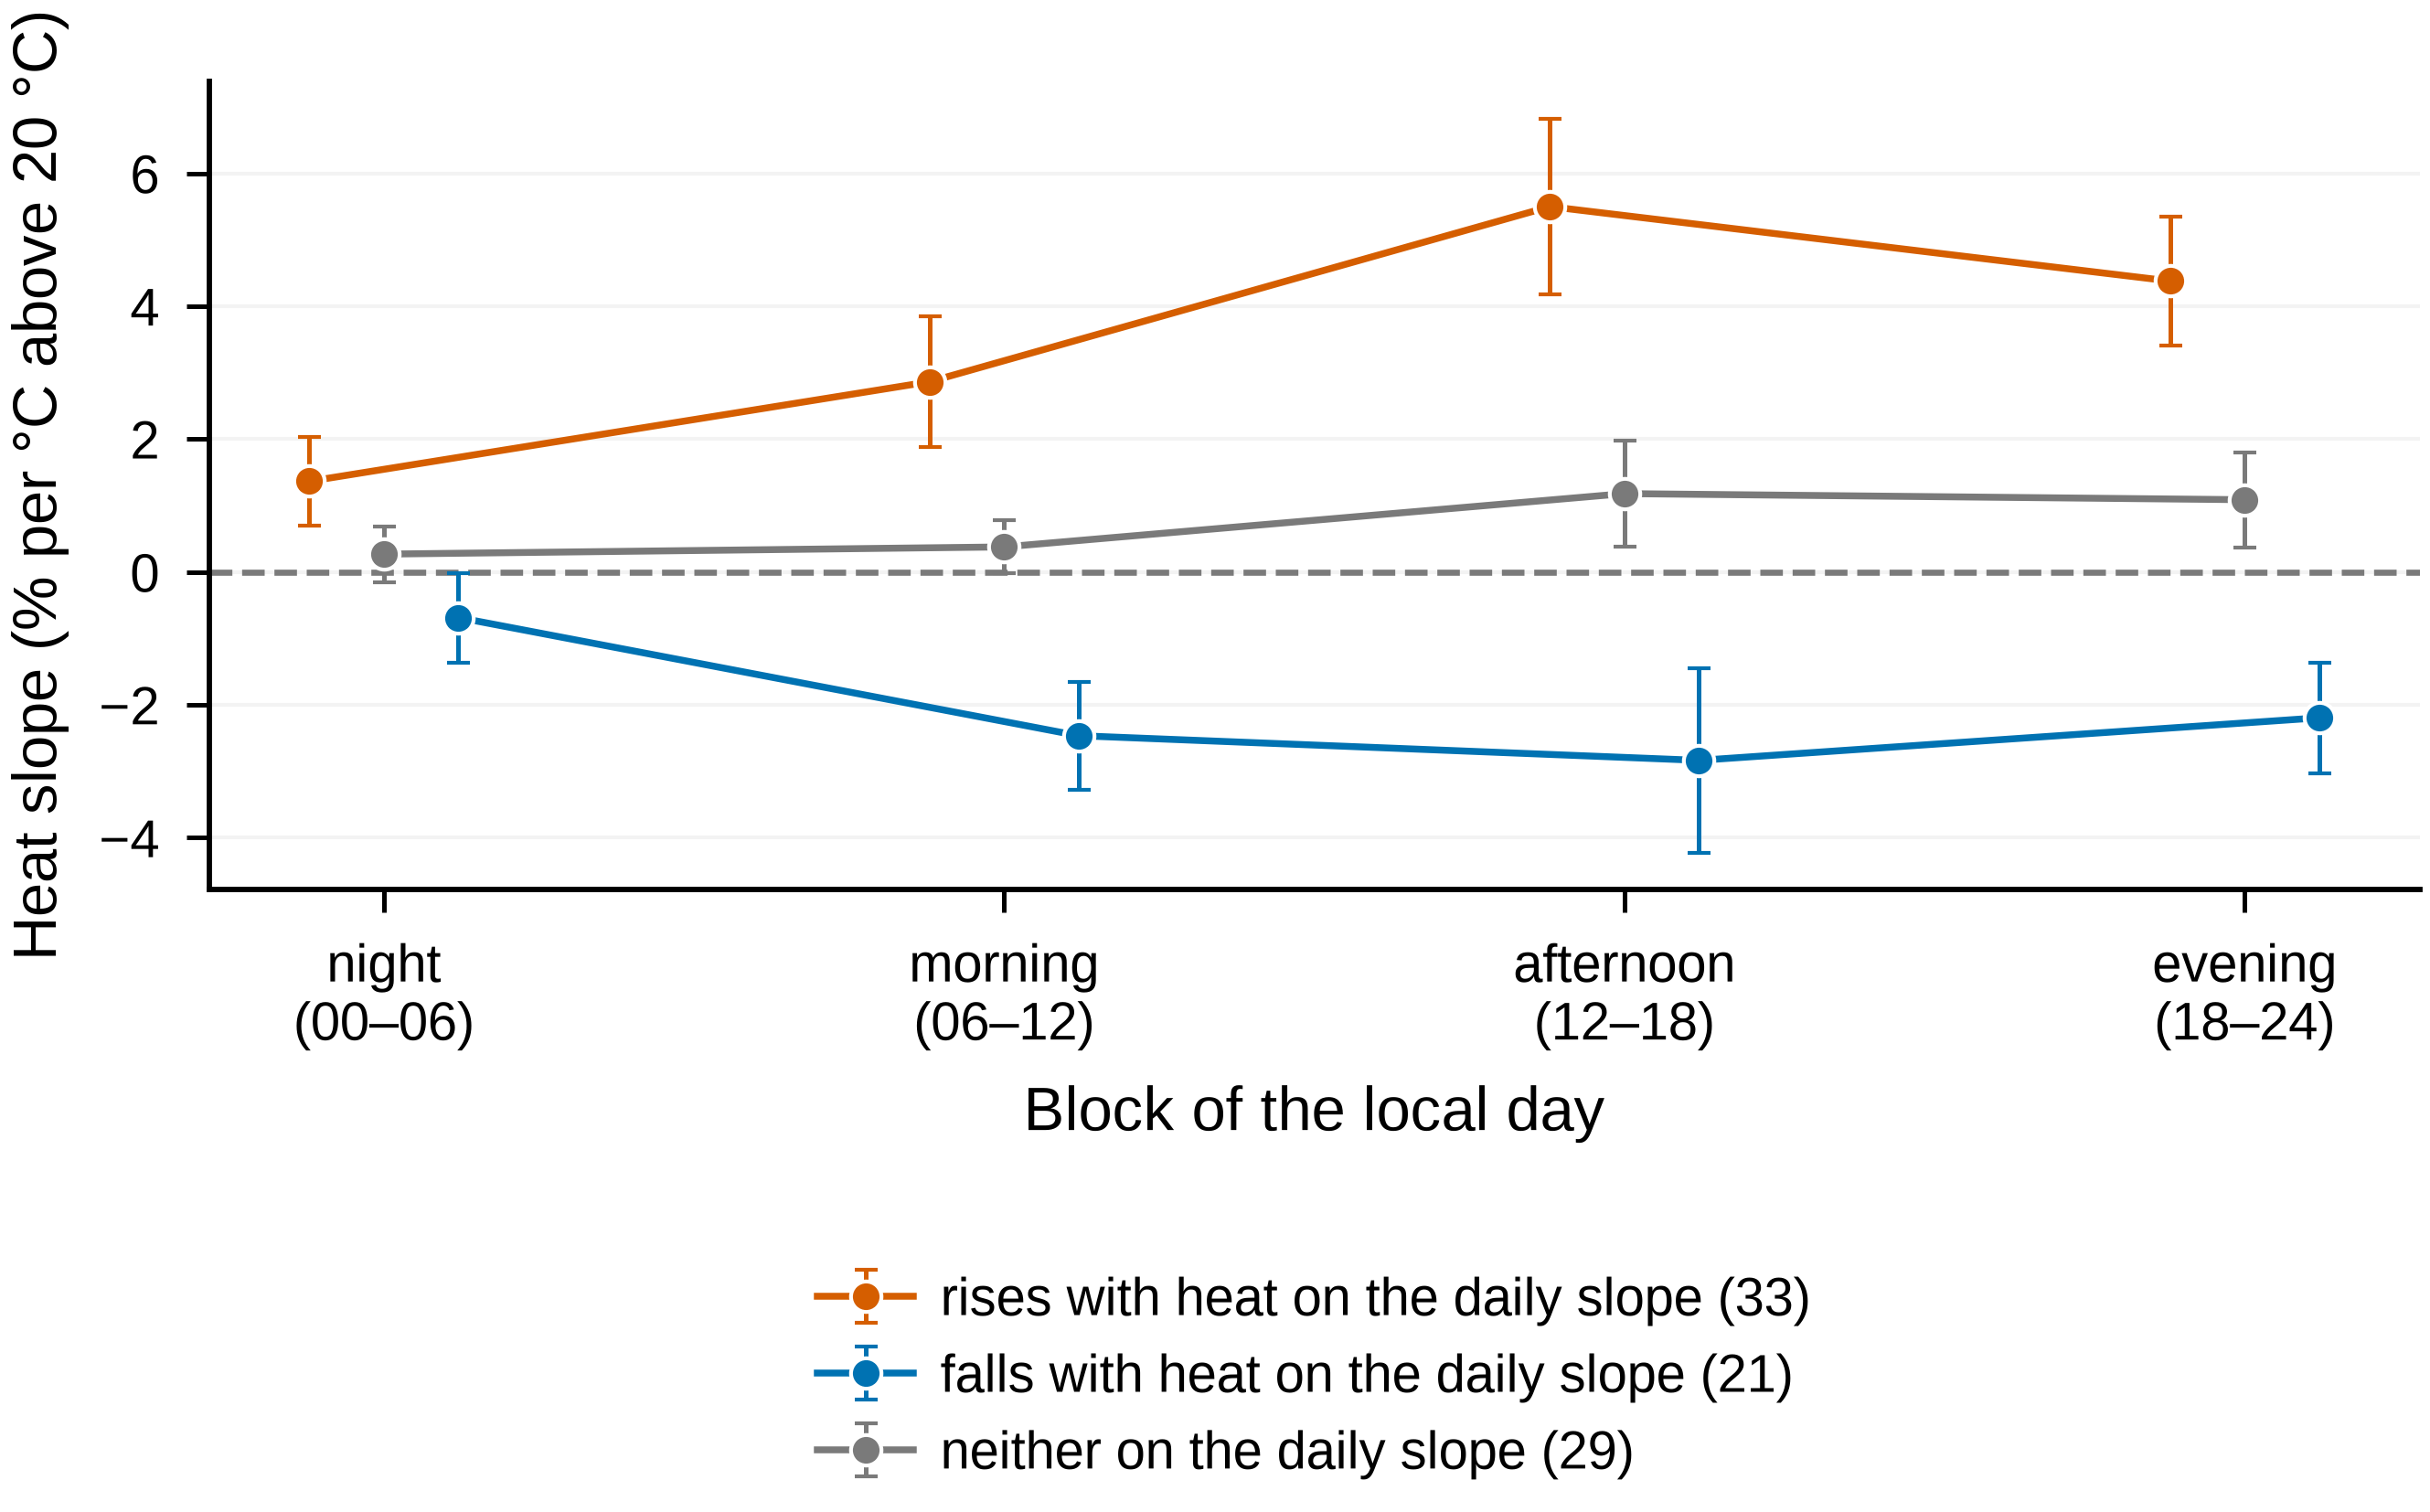 Heat slope (% per °C above 20 °C)
6
4
2
0
−2
−4
night
(00–06)
morning
(06–12)
afternoon
(12–18)
evening
(18–24)
Block of the local day
rises with heat on the daily slope (33)
falls with heat on the daily slope (21)
neither on the daily slope (29)